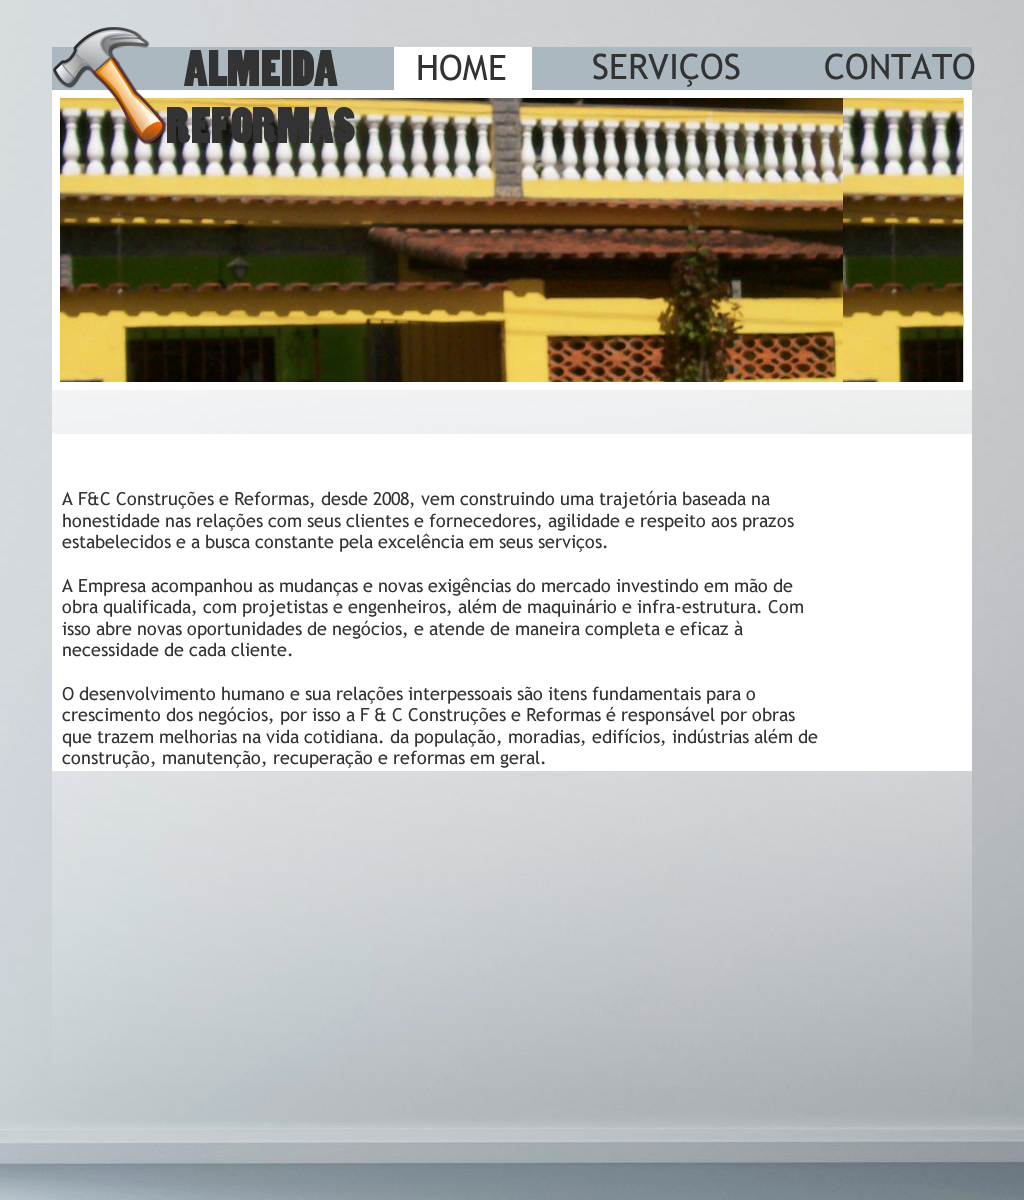 ALMEIDA
REFORMAS
HOME
SERVIÇOS
CONTATO
A F&C Construções e Reformas, desde 2008, vem construindo uma trajetória baseada na
honestidade nas relações com seus clientes e fornecedores, agilidade e respeito aos prazos
estabelecidos e a busca constante pela excelência em seus serviços.
A Empresa acompanhou as mudanças e novas exigências do mercado investindo em mão de
obra qualificada, com projetistas e engenheiros, além de maquinário e infra-estrutura. Com
isso abre novas oportunidades de negócios, e atende de maneira completa e eficaz à
necessidade de cada cliente.
O desenvolvimento humano e sua relações interpessoais são itens fundamentais para o
crescimento dos negócios, por isso a F & C Construções e Reformas é responsável por obras
que trazem melhorias na vida cotidiana. da população, moradias, edifícios, indústrias além de
construção, manutenção, recuperação e reformas em geral.